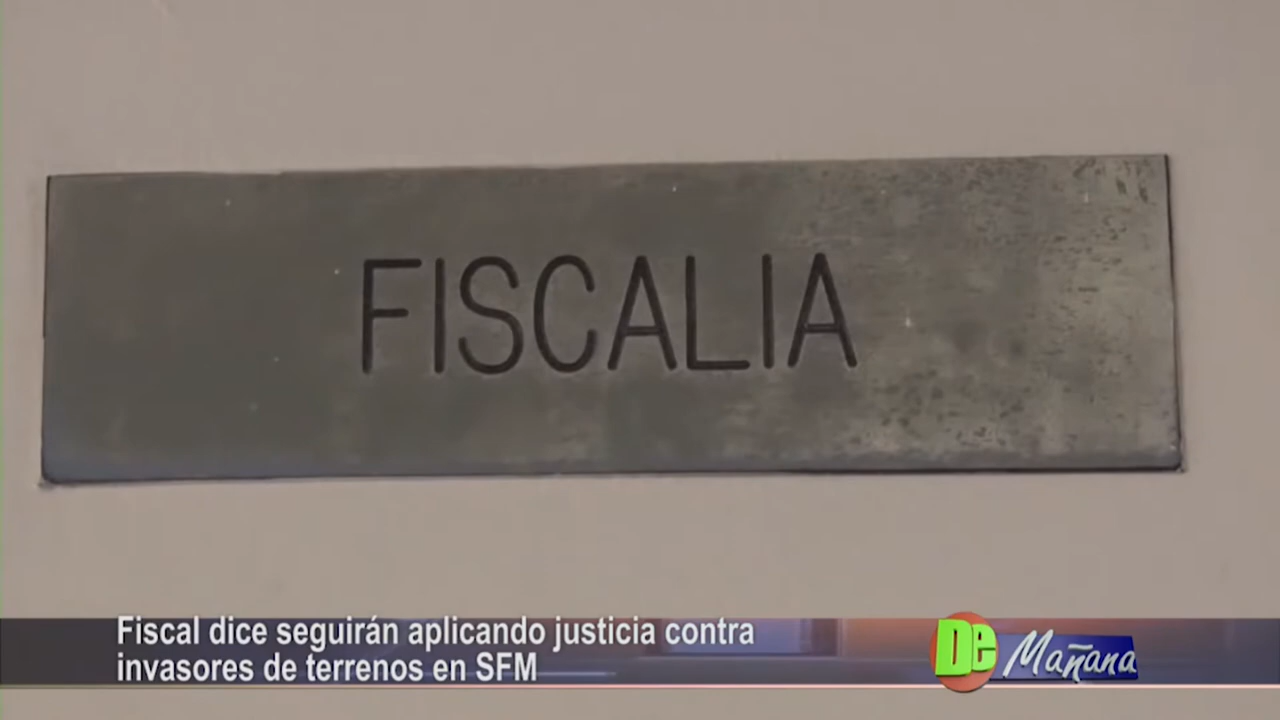 FISCALIA
Fiscal dice seguirán aplicando justicia contra
invasores de terrenos en SFM
De Mañana